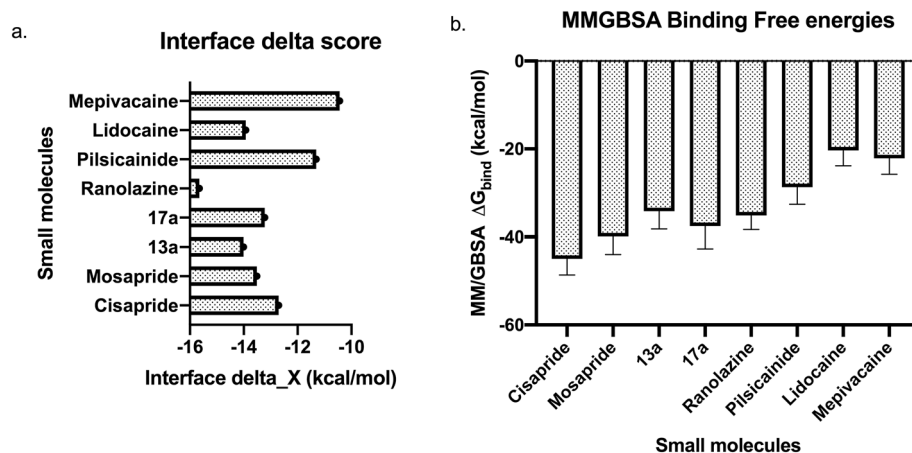 a.
Interface delta score
Small molecules
Mepivacaine
Lidocaine
Pilsicainide
Ranolazine
17a
13a
Mosapride
Cisapride
-16
-14
-12
-10
Interface delta_X (kcal/mol)
b.
MMGBSA Binding Free energies
MM/GBSA ΔGbind (kcal/mol)
0
-20
-40
-60
Cisapride
Mosapride
13a
17a
Ranolazine
Pilsicainide
Lidocaine
Mepivacaine
Small molecules